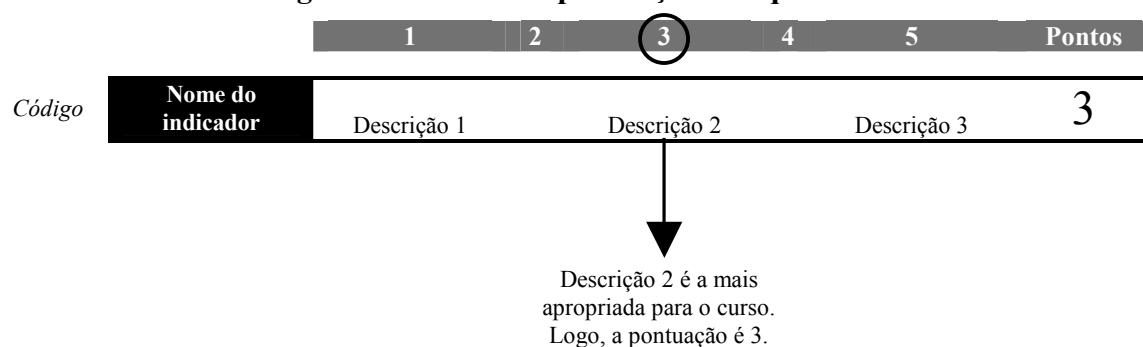 1 2 3 4 5 Pontos
Código Nome do indicador Descrição 1 Descrição 2 Descrição 3 3
Descrição 2 é a mais
apropriada para o curso.
Logo, a pontuação é 3.